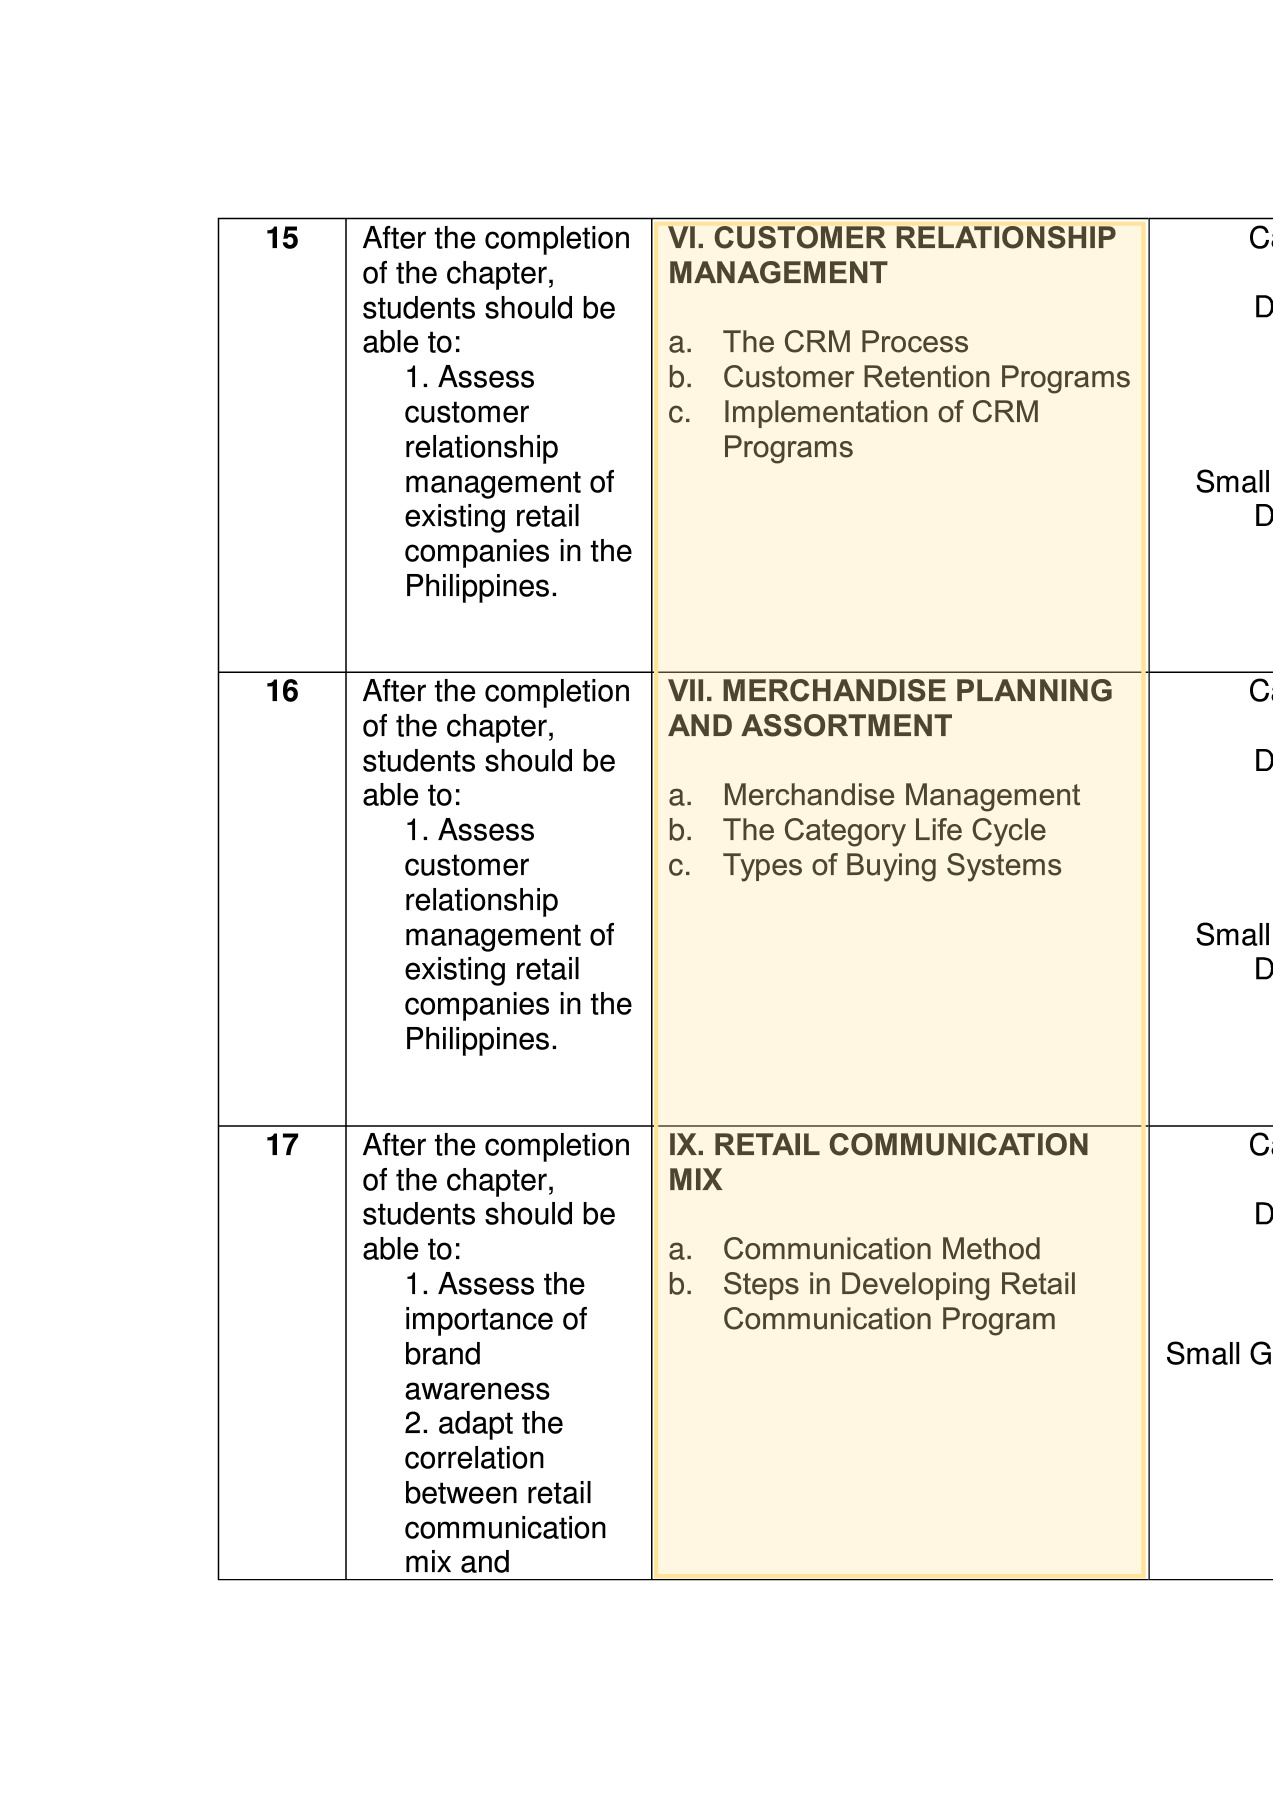 15
After the completion
of the chapter,
students should be
able to:
1. Assess
customer
relationship
management of
existing retail
companies in the
Philippines.
VI. CUSTOMER RELATIONSHIP
MANAGEMENT
a. The CRM Process
b. Customer Retention Programs
c. Implementation of CRM
Programs
Small
16
After the completion
of the chapter,
students should be
able to:
1. Assess
customer
relationship
management of
existing retail
companies in the
Philippines.
VII. MERCHANDISE PLANNING
AND ASSORTMENT
a. Merchandise Management
b. The Category Life Cycle
c. Types of Buying Systems
Small
17
After the completion
of the chapter,
students should be
able to:
1. Assess the
importance of
brand
awareness
2. adapt the
correlation
between retail
communication
mix and
IX. RETAIL COMMUNICATION
MIX
a. Communication Method
b. Steps in Developing Retail
Communication Program
Small G